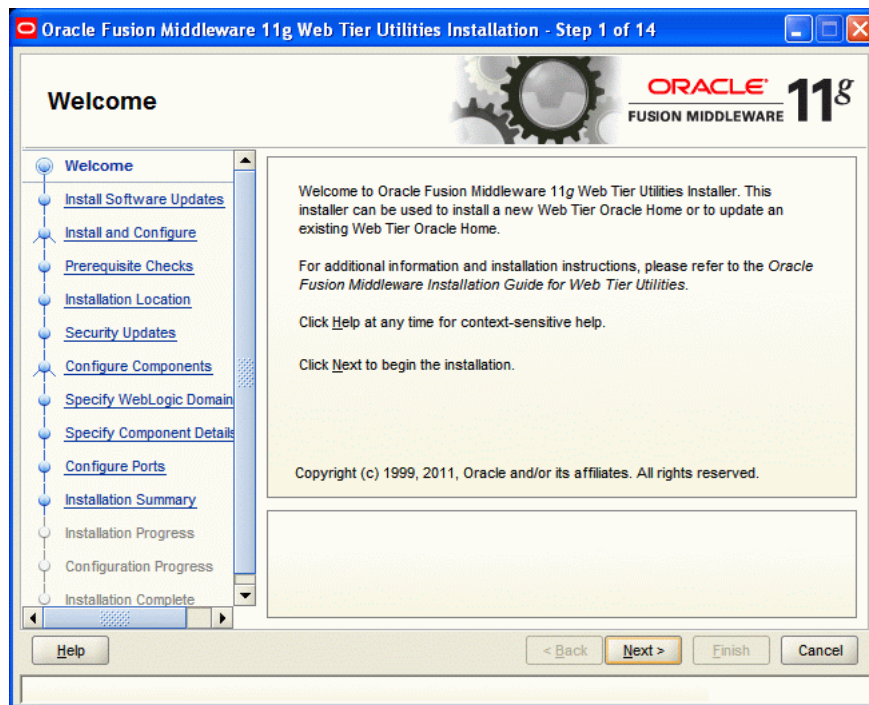 Oracle Fusion Middleware 11g Web Tier Utilities Installation - Step 1 of 14
Welcome
ORACLE
FUSION MIDDLEWARE 11g
Welcome
Install Software Updates
Install and Configure
Prerequisite Checks
Installation Location
Security Updates
Configure Components
Specify WebLogic Domain
Specify Component Details
Configure Ports
Installation Summary
Installation Progress
Configuration Progress
Installation Complete
Welcome to Oracle Fusion Middleware 11g Web Tier Utilities Installer. This
installer can be used to install a new Web Tier Oracle Home or to update an
existing Web Tier Oracle Home.
For additional information and installation instructions, please refer to the Oracle
Fusion Middleware Installation Guide for Web Tier Utilities.
Click Help at any time for context-sensitive help.
Click Next to begin the installation.
Copyright (c) 1999, 2011, Oracle and/or its affiliates. All rights reserved.
Help
< Back
Next >
Finish
Cancel